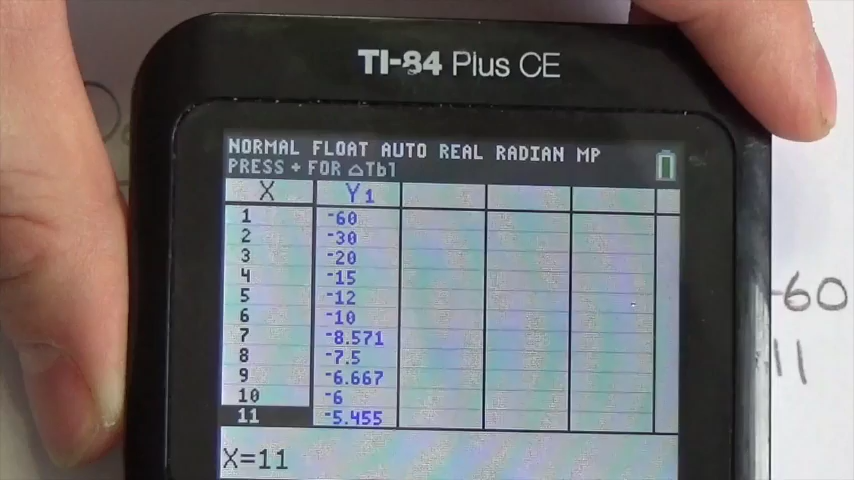 TI-84 Plus CE
NORMAL FLOAT AUTO REAL RADIAN MP
PRESS + FOR △Tbl
X Y1
1 -60
2 -30
3 -20
4 -15
5 -12
6 -10
7 -8.571
8 -7.5
9 -6.667
10 -6
11 -5.455
X=11
-60
11